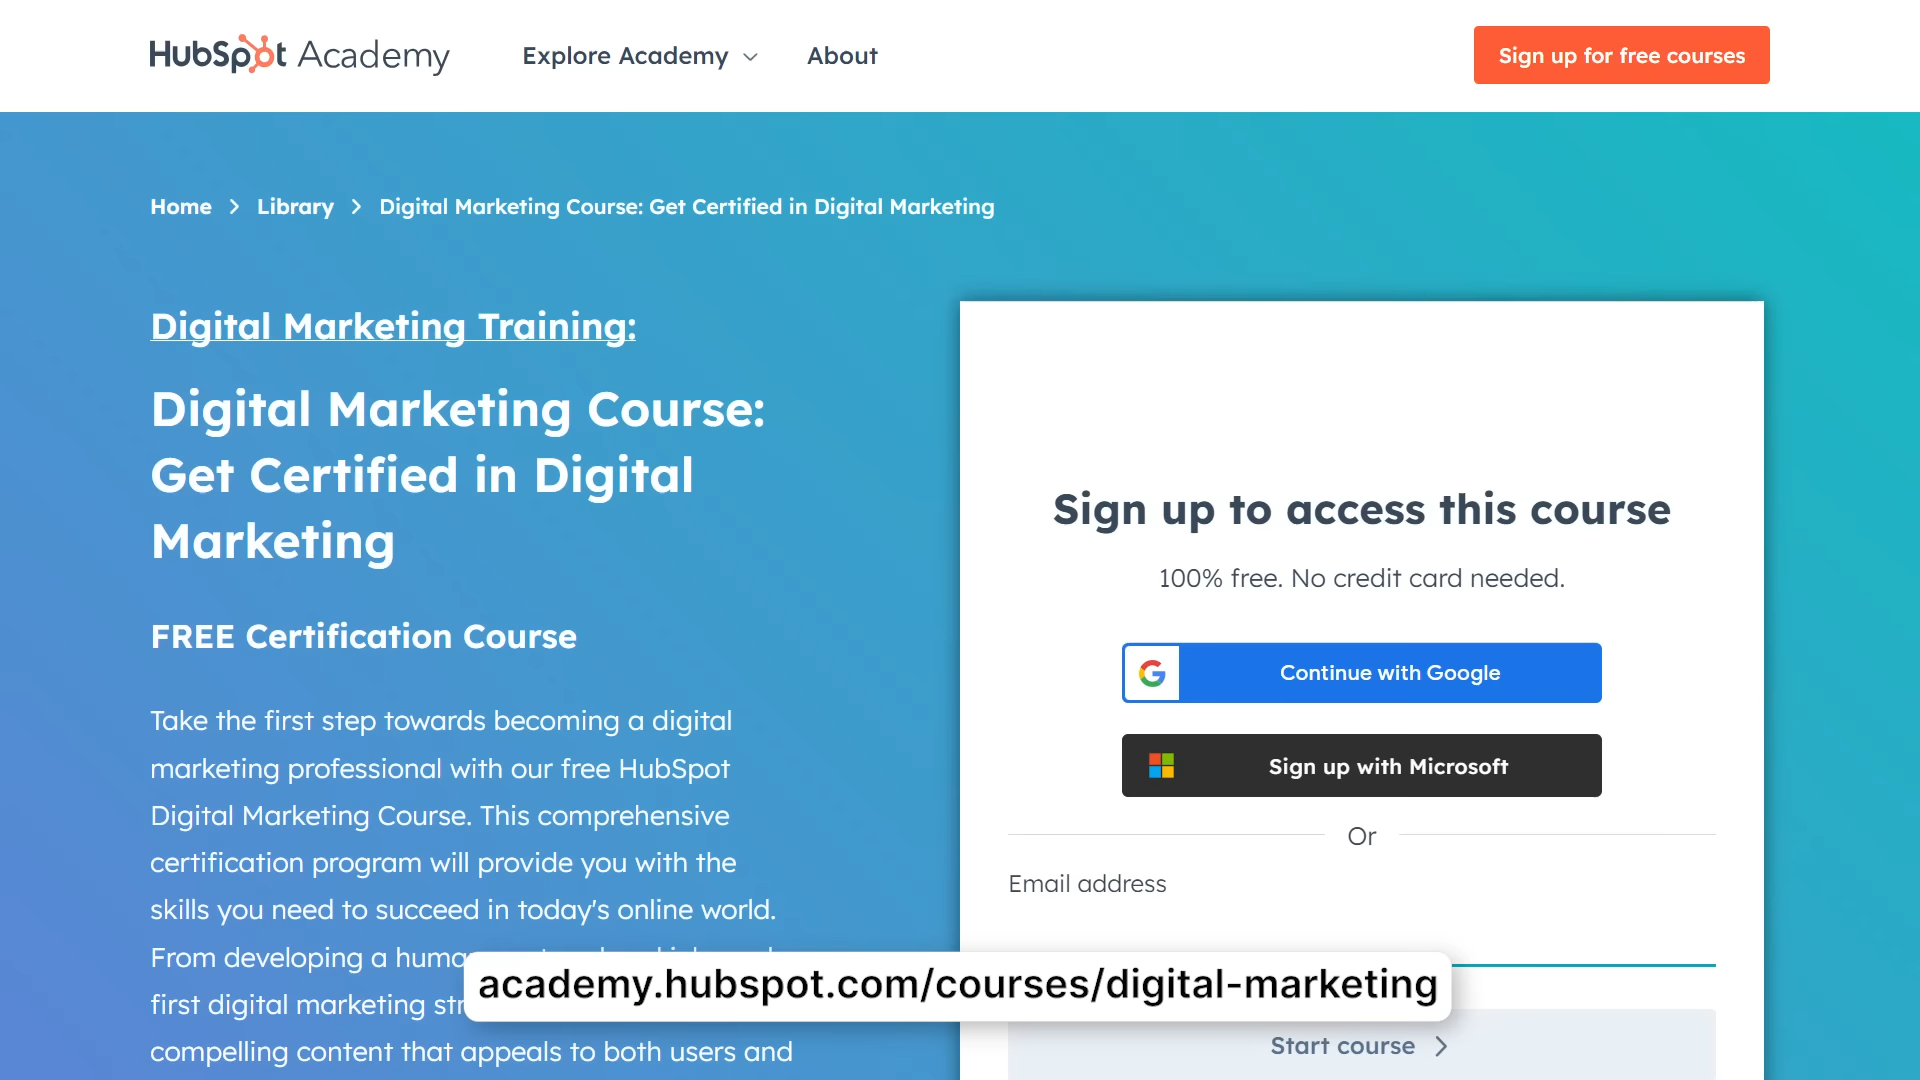 HubSpot Academy
Explore Academy
About
Sign up for free courses
Home > Library > Digital Marketing Course: Get Certified in Digital Marketing
Digital Marketing Training:
Digital Marketing Course:
Get Certified in Digital
Marketing
FREE Certification Course
Take the first step towards becoming a digital
marketing professional with our free HubSpot
Digital Marketing Course. This comprehensive
certification program will provide you with the
skills you need to succeed in today's online world.
From developing a
first digital marketing
compelling content that appeals to both users and
Sign up to access this course
100% free. No credit card needed.
Continue with Google
Sign up with Microsoft
Or
Email address
academy.hubspot.com/courses/digital-marketing
Start course